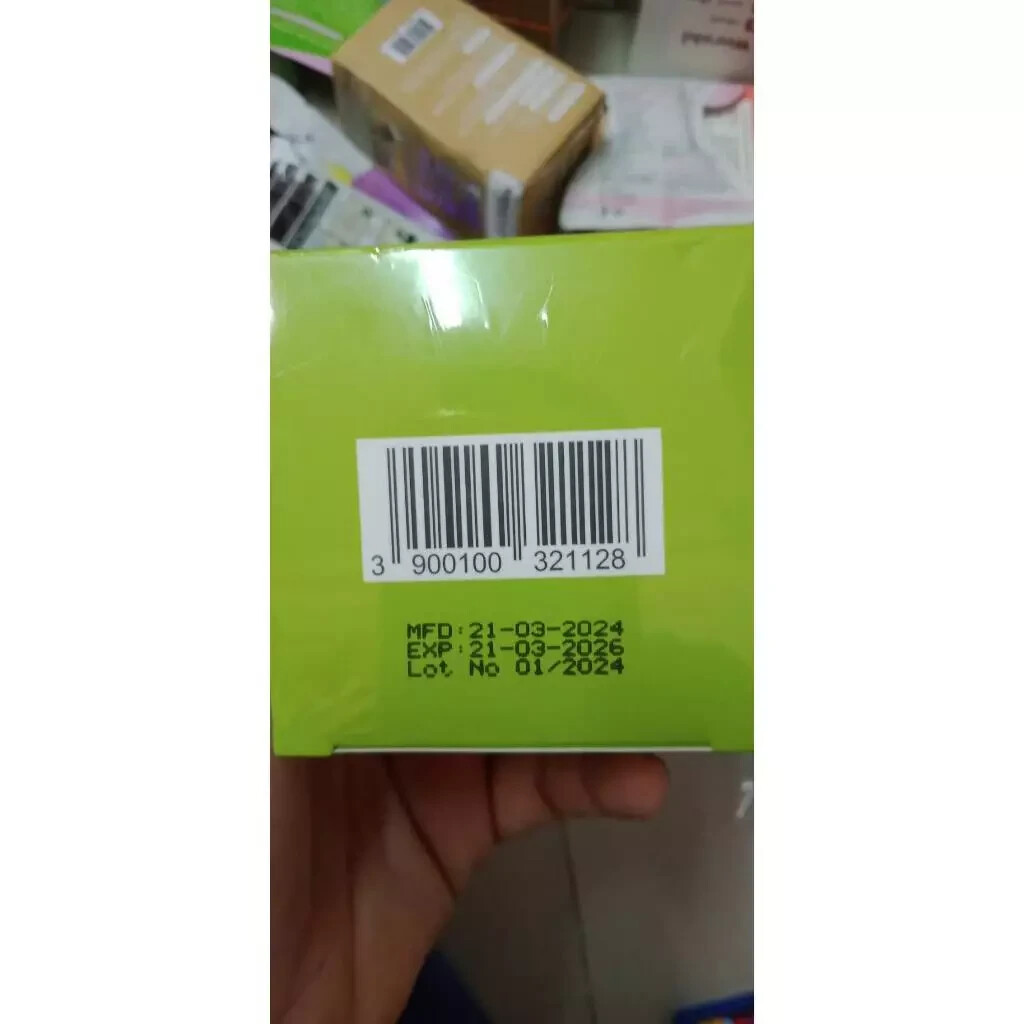 3 900100 321128
MFD:21-03-2024
EXP:21-03-2026
Lot No 01/2024